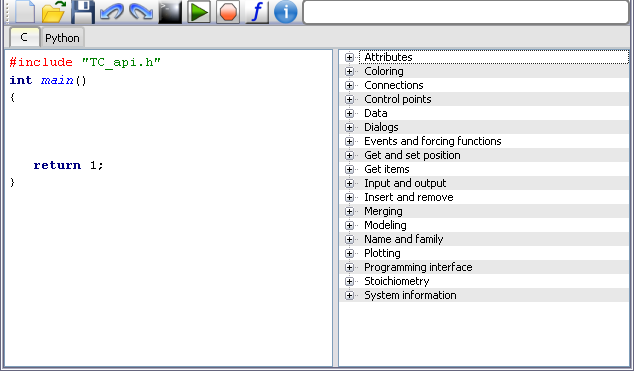 C Python
#include "TC_api.h"
int main()
{
return 1;
}
Attributes
Coloring
Connections
Control points
Data
Dialogs
Events and forcing functions
Get and set position
Get items
Input and output
Insert and remove
Merging
Modeling
Name and family
Plotting
Programming interface
Stoichiometry
System information